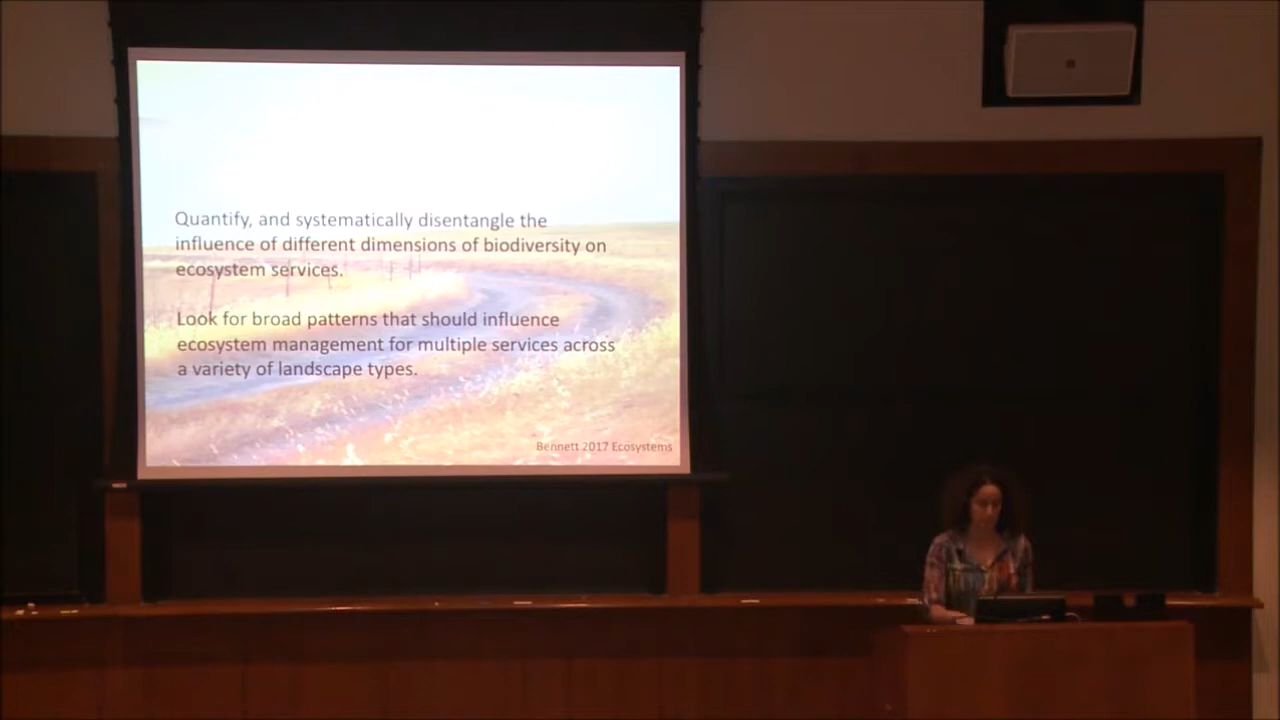 Quantify, and systematically disentangle the
influence of different dimensions of biodiversity on
ecosystem services.
Look for broad patterns that should influence
ecosystem management for multiple services across
a variety of landscape types.
Bennett 2017 Ecosystems